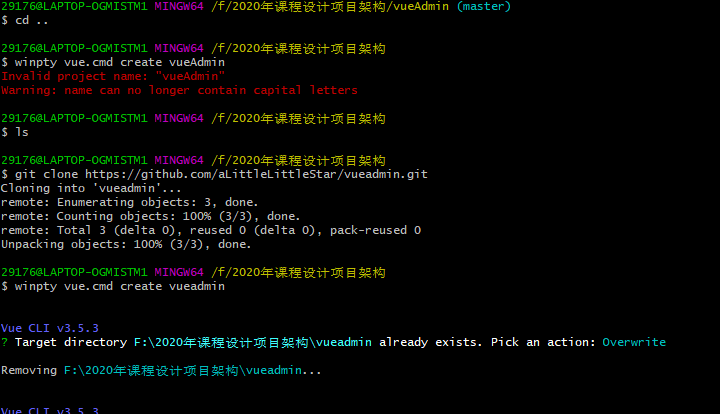 29176@LAPTOP-OGMISTM1 MINGW64 /f/2020年课程设计项目架构/vueAdmin (master)
$ cd ..
29176@LAPTOP-OGMISTM1 MINGW64 /f/2020年课程设计项目架构
$ winpty vue.cmd create vueAdmin
Invalid project name: "vueAdmin"
Warning: name can no longer contain capital letters
29176@LAPTOP-OGMISTM1 MINGW64 /f/2020年课程设计项目架构
$ ls
29176@LAPTOP-OGMISTM1 MINGW64 /f/2020年课程设计项目架构
$ git clone https://github.com/aLittleLittleStar/vueadmin.git
Cloning into 'vueadmin'...
remote: Enumerating objects: 3, done.
remote: Counting objects: 100% (3/3), done.
remote: Total 3 (delta 0), reused 0 (delta 0), pack-reused 0
Unpacking objects: 100% (3/3), done.
29176@LAPTOP-OGMISTM1 MINGW64 /f/2020年课程设计项目架构
$ winpty vue.cmd create vueadmin
Vue CLI v3.5.3
? Target directory F:\2020年课程设计项目架构\vueadmin already exists. Pick an action: Overwrite
Removing F:\2020年课程设计项目架构\vueadmin...
Vue CLI v3.5.3